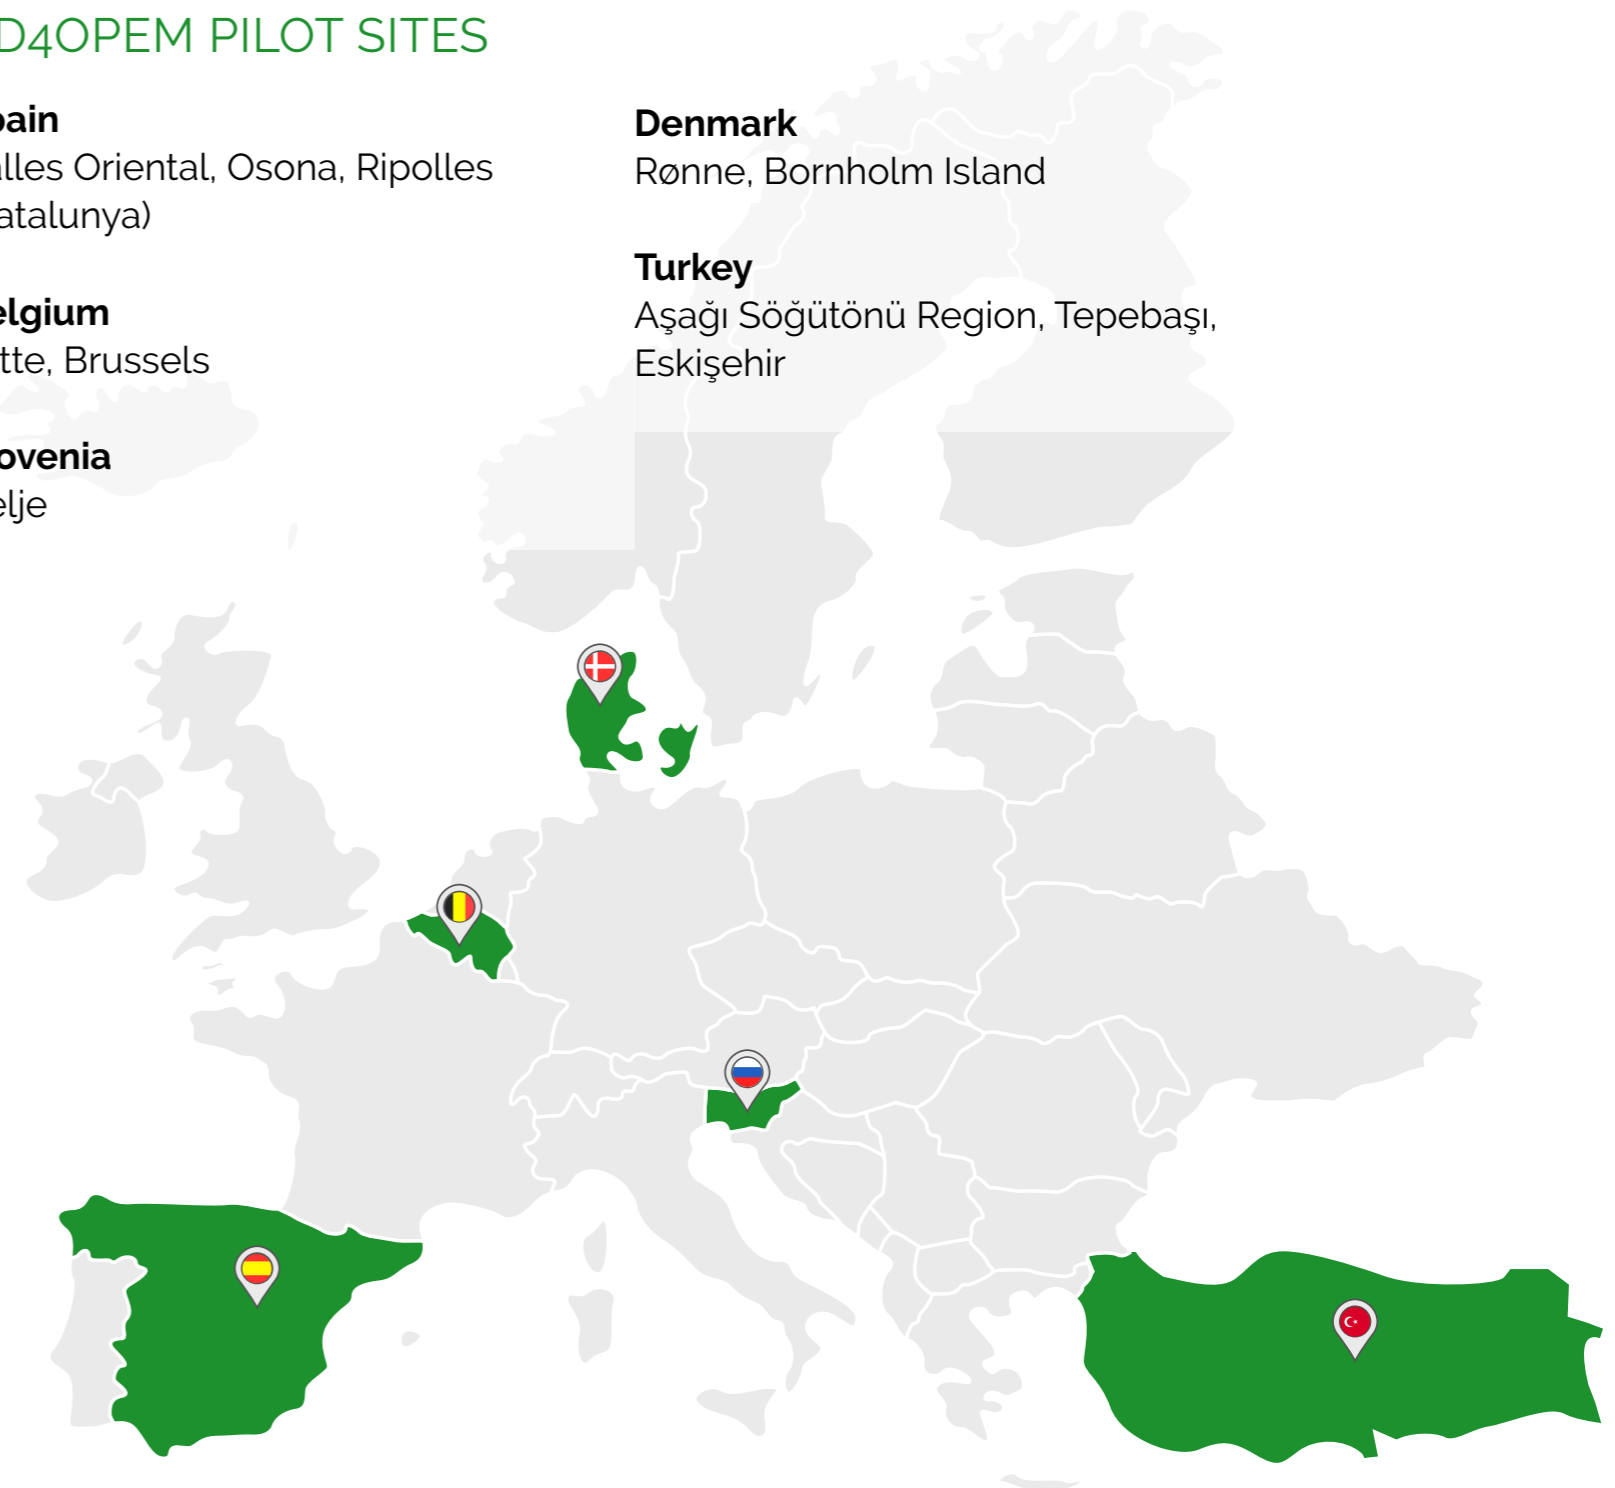 D4OPEM PILOT SITES
pain
alles Oriental, Osona, Ripolles
atalunya)
elgium
tte, Brussels
ovenia
elje
Denmark
Rønne, Bornholm Island
Turkey
Aşağı Söğütönü Region, Tepebaşı,
Eskişehir